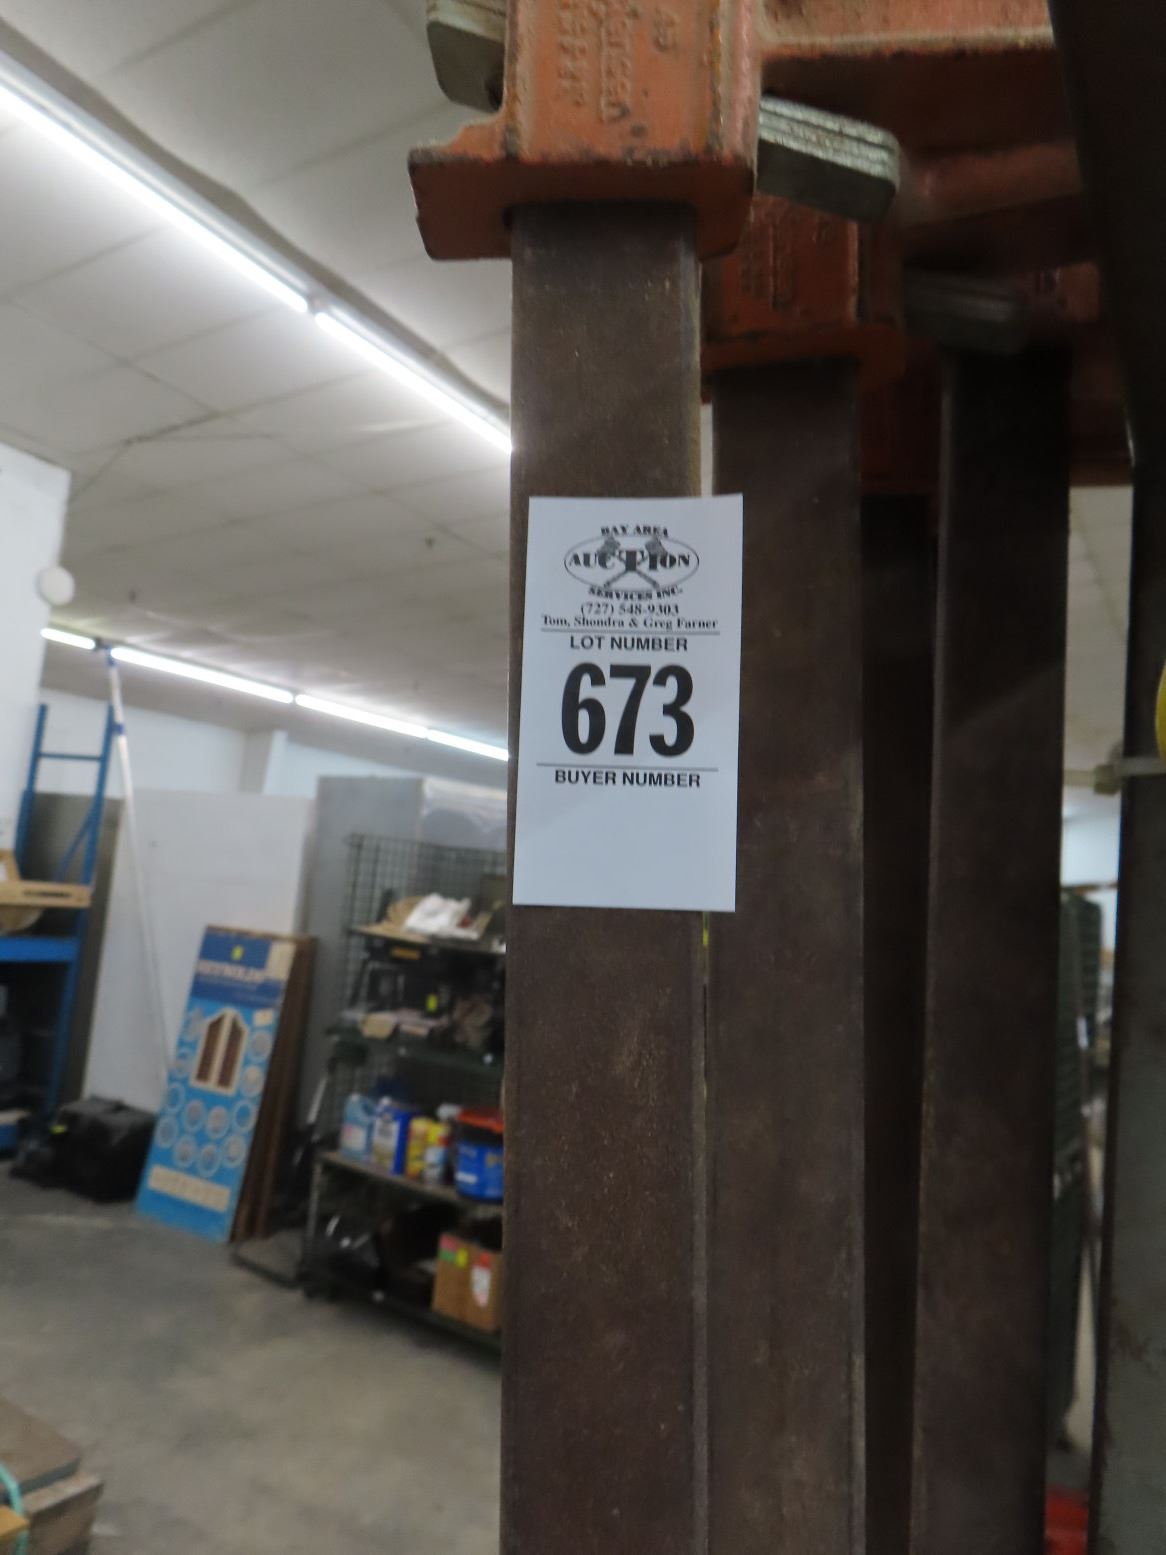 BAY AREA
AUCTION
SERVICES INC.
(727) 548-9303
Tom, Shondra & Greg Farner
LOT NUMBER
673
BUYER NUMBER